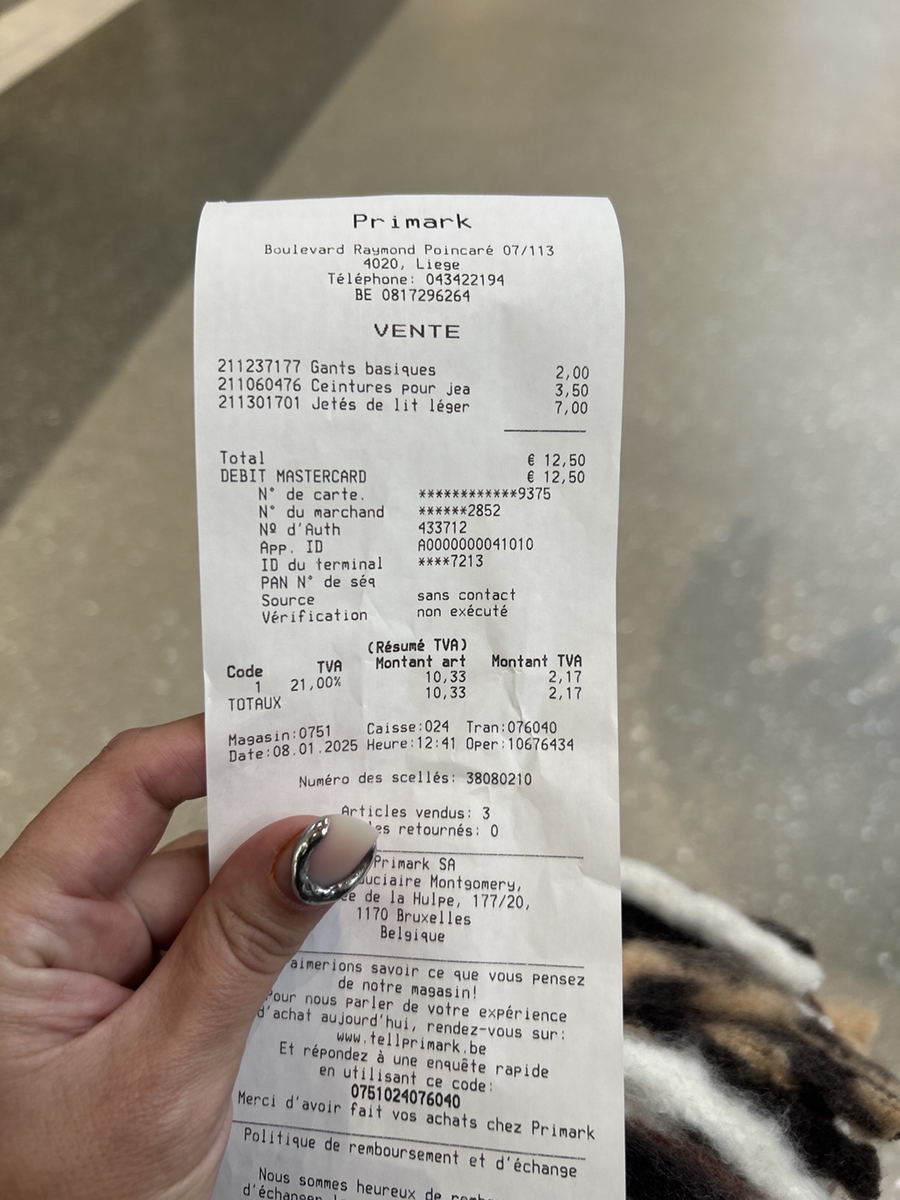 Primark
Boulevard Raymond Poincaré 07/113
4020, Liege
Téléphone: 043422194
BE 0817296264
VENTE
211237177 Gants basiques 2,00
211060476 Ceintures pour jea 3,50
211301701 Jetés de lit léger 7,00
Total € 12,50
DEBIT MASTERCARD € 12,50
N° de carte. ************9375
N° du marchand ******2852
Nº d'Auth 433712
App. ID A0000000041010
ID du terminal ****7213
PAN N° de séq
Source sans contact
Vérification non exécuté
(Résumé TVA)
Code TVA Montant art Montant TVA
1 21,00% 10,33 2,17
TOTAUX 10,33 2,17
Magasin:0751 Caisse:024 Tran:076040
Date:08.01.2025 Heure:12:41 Oper:10676434
Numéro des scellés: 38080210
Articles vendus: 3
retournés: 0
Primark SA
Montgomery,
de la Hulpe, 177/20,
1170 Bruxelles
Belgique
aimerions savoir ce que vous pensez
de notre magasin!
Pour nous parler de votre expérience
d'achat aujourd'hui, rendez-vous sur:
www.tellprimark.be
Et répondez à une enquête rapide
en utilisant ce code:
0751024076040
Merci d'avoir fait vos achats chez Primark
Politique de remboursement et d'échange
Nous sommes heureux de
d'échanger